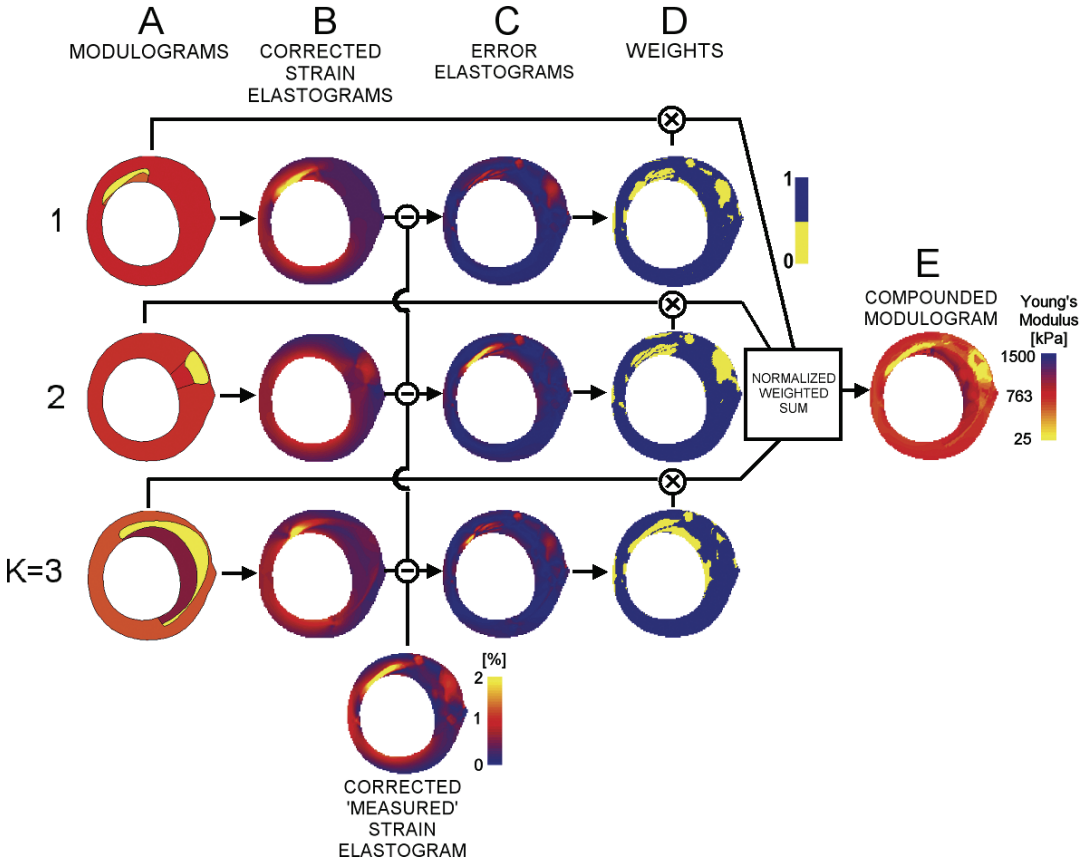 A
MODULOGRAMS
B
CORRECTED
STRAIN
ELASTOGRAMS
C
ERROR
ELASTOGRAMS
D
WEIGHTS
1
1
0
2
E
COMPOUNDED
MODULOGRAM
Young's
Modulus
[kPa]
1500
763
25
NORMALIZED
WEIGHTED
SUM
K=3
[%]
2
1
0
CORRECTED
'MEASURED'
STRAIN
ELASTOGRAM